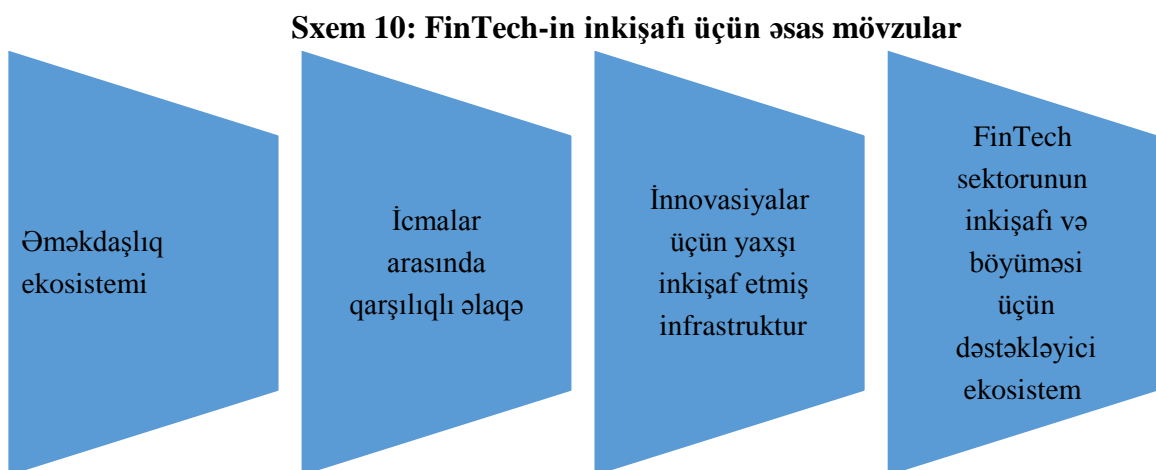 Sxem 10: FinTech-in inkişafı üçün əsas mövzular
Əməkdaşlıq
ekosistemi
İcmalar
arasında
qarşılıqlı əlaqə
İnnovasiyalar
üçün yaxşı
inkişaf etmiş
infrastruktur
FinTech
sektorunun
inkişafı və
böyüməsi
üçün
dəstəkləyici
ekosistem